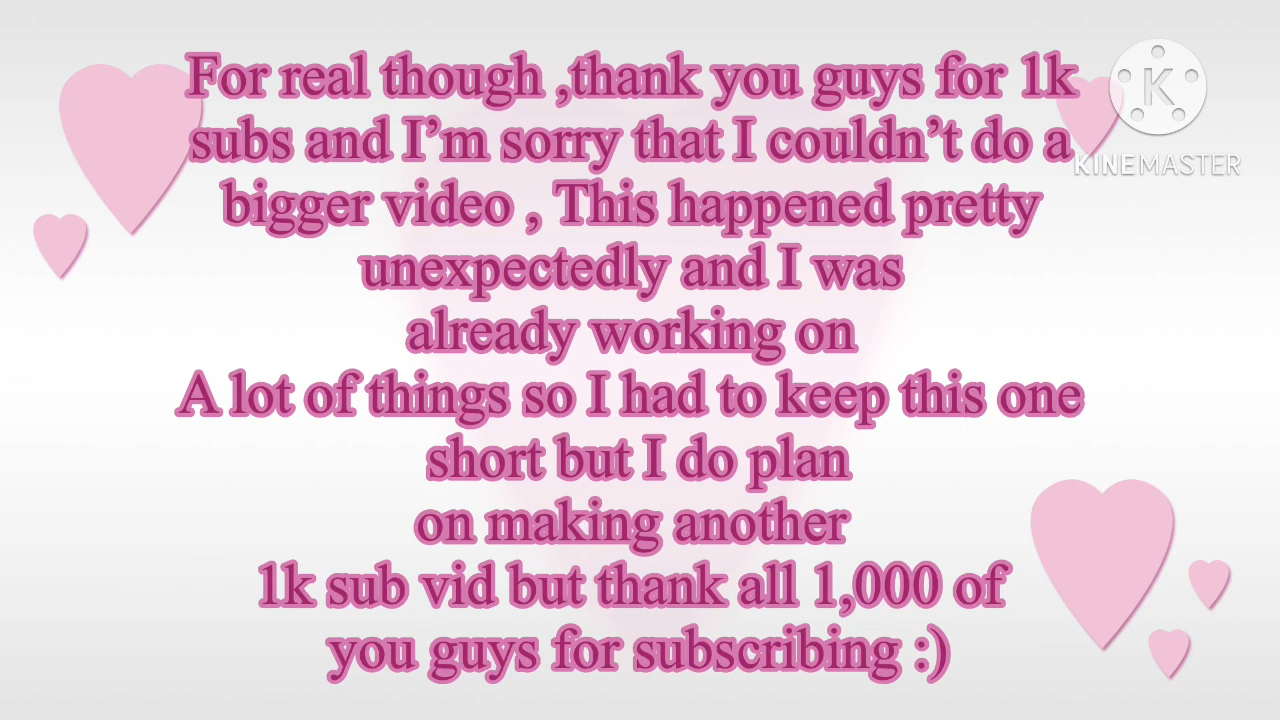 For real though ,thank you guys for 1k
subs and I’m sorry that I couldn’t do a
bigger video , This happened pretty
unexpectedly and I was
already working on
A lot of things so I had to keep this one
short but I do plan
on making another
1k sub vid but thank all 1,000 of
you guys for subscribing :)
K
KINEMASTER